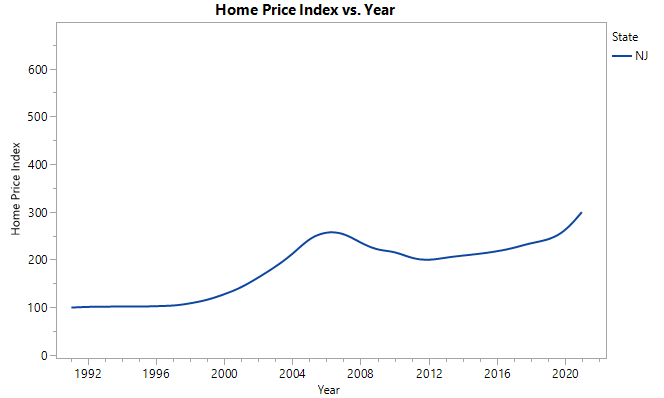 Home Price Index vs. Year
State
NJ
Home Price Index
600
500
400
300
200
100
0
1992 1996 2000 2004 2008 2012 2016 2020
Year